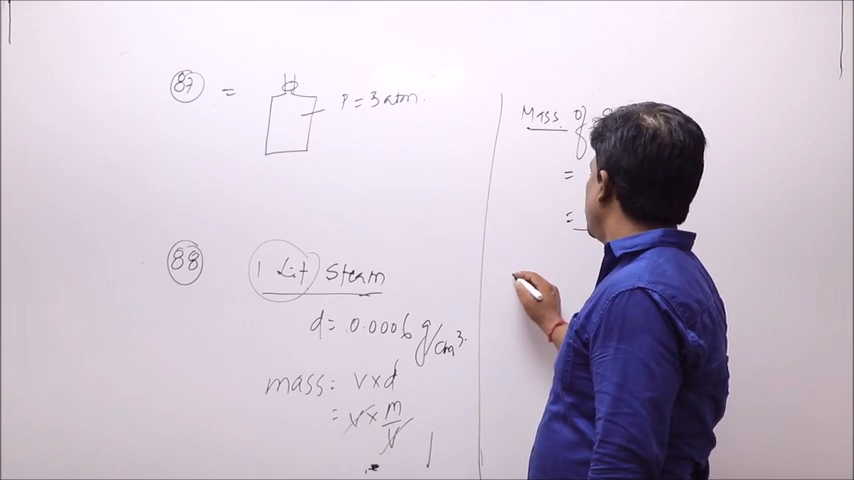 87 =
P = 3 atm.
88
1 Lit Steam
d = 0.0006 g/cm³.
mass: V×d
= V × m/V
Mass of
=
=